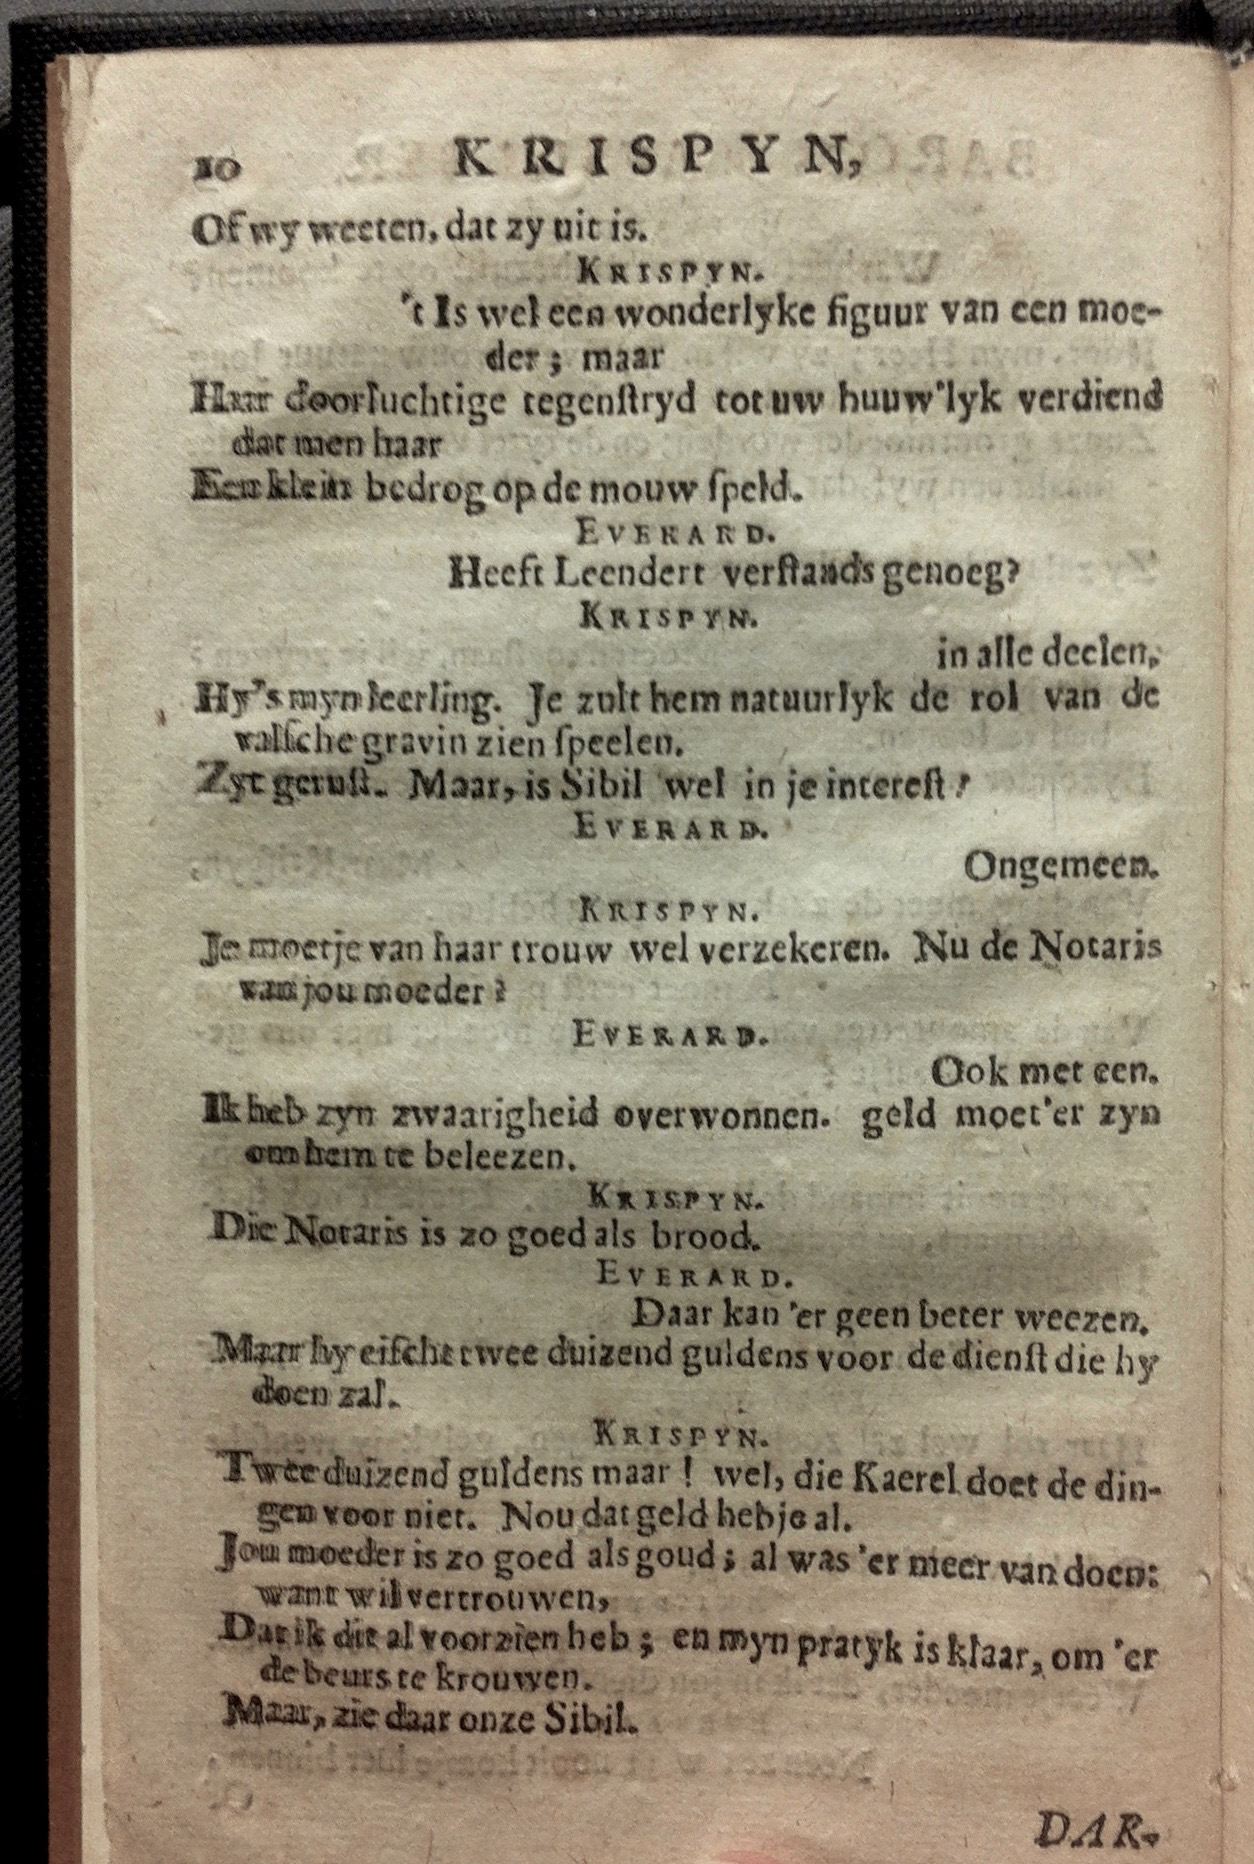 10 KRISPYN,
Of wy weeten, dat zy uit is.
KRISPYN.
't Is wel een wonderlyke figuur van een moe-
der; maar
Haar doorluchtige tegenſtryd tot uw huuw'lyk verdiend
dat men haar
Een klein bedrog op de mouw ſpeld.
EVERARD.
Heeft Leendert verſtands genoeg?
KRISPYN.
in alle deelen,
Hy's myn leerling. Je zult hem natuurlyk de rol van de
valſche gravin zien ſpeelen.
Zyt geruſt. Maar, is Sibil wel in je intereſt?
EVERARD.
Ongemeen.
KRISPYN.
Je moet je van haar trouw wel verzekeren. Nu de Notaris
van jou moeder?
EVERARD.
Ook met een.
Ik heb zyn zwaarigheid overwonnen. geld moet'er zyn
om hem te beleezen.
KRISPYN.
Die Notaris is zo goed als brood.
EVERARD.
Daar kan 'er geen beter weezen.
Maar hy eiſcht twee duizend guldens voor de dienſt die hy
doen zal.
KRISPYN.
Twee duizend guldens maar! wel, die Kaerel doet de din-
gen voor niet. Nou dat geld heb je al.
Jou moeder is zo goed als goud; al was 'er meer van doen:
want wil vertrouwen,
Dat ik dit al voorzien heb; en myn pratyk is klaar, om 'er
de beurs te krouwen.
Maar, zie daar onze Sibil.
DAR-